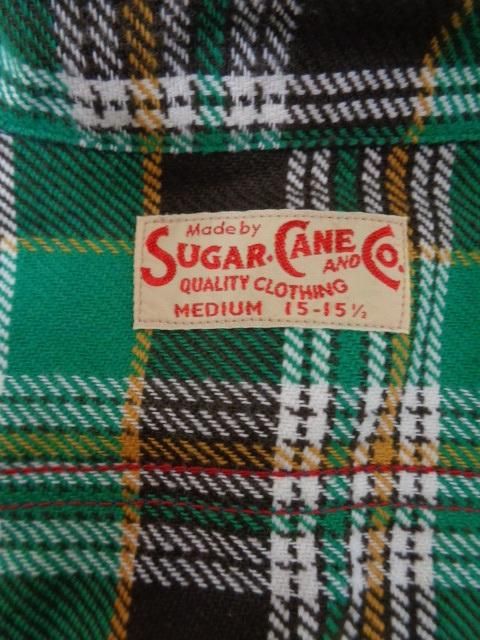 Made by
SUGAR·CANE AND CO.
QUALITY CLOTHING
MEDIUM 15-15½